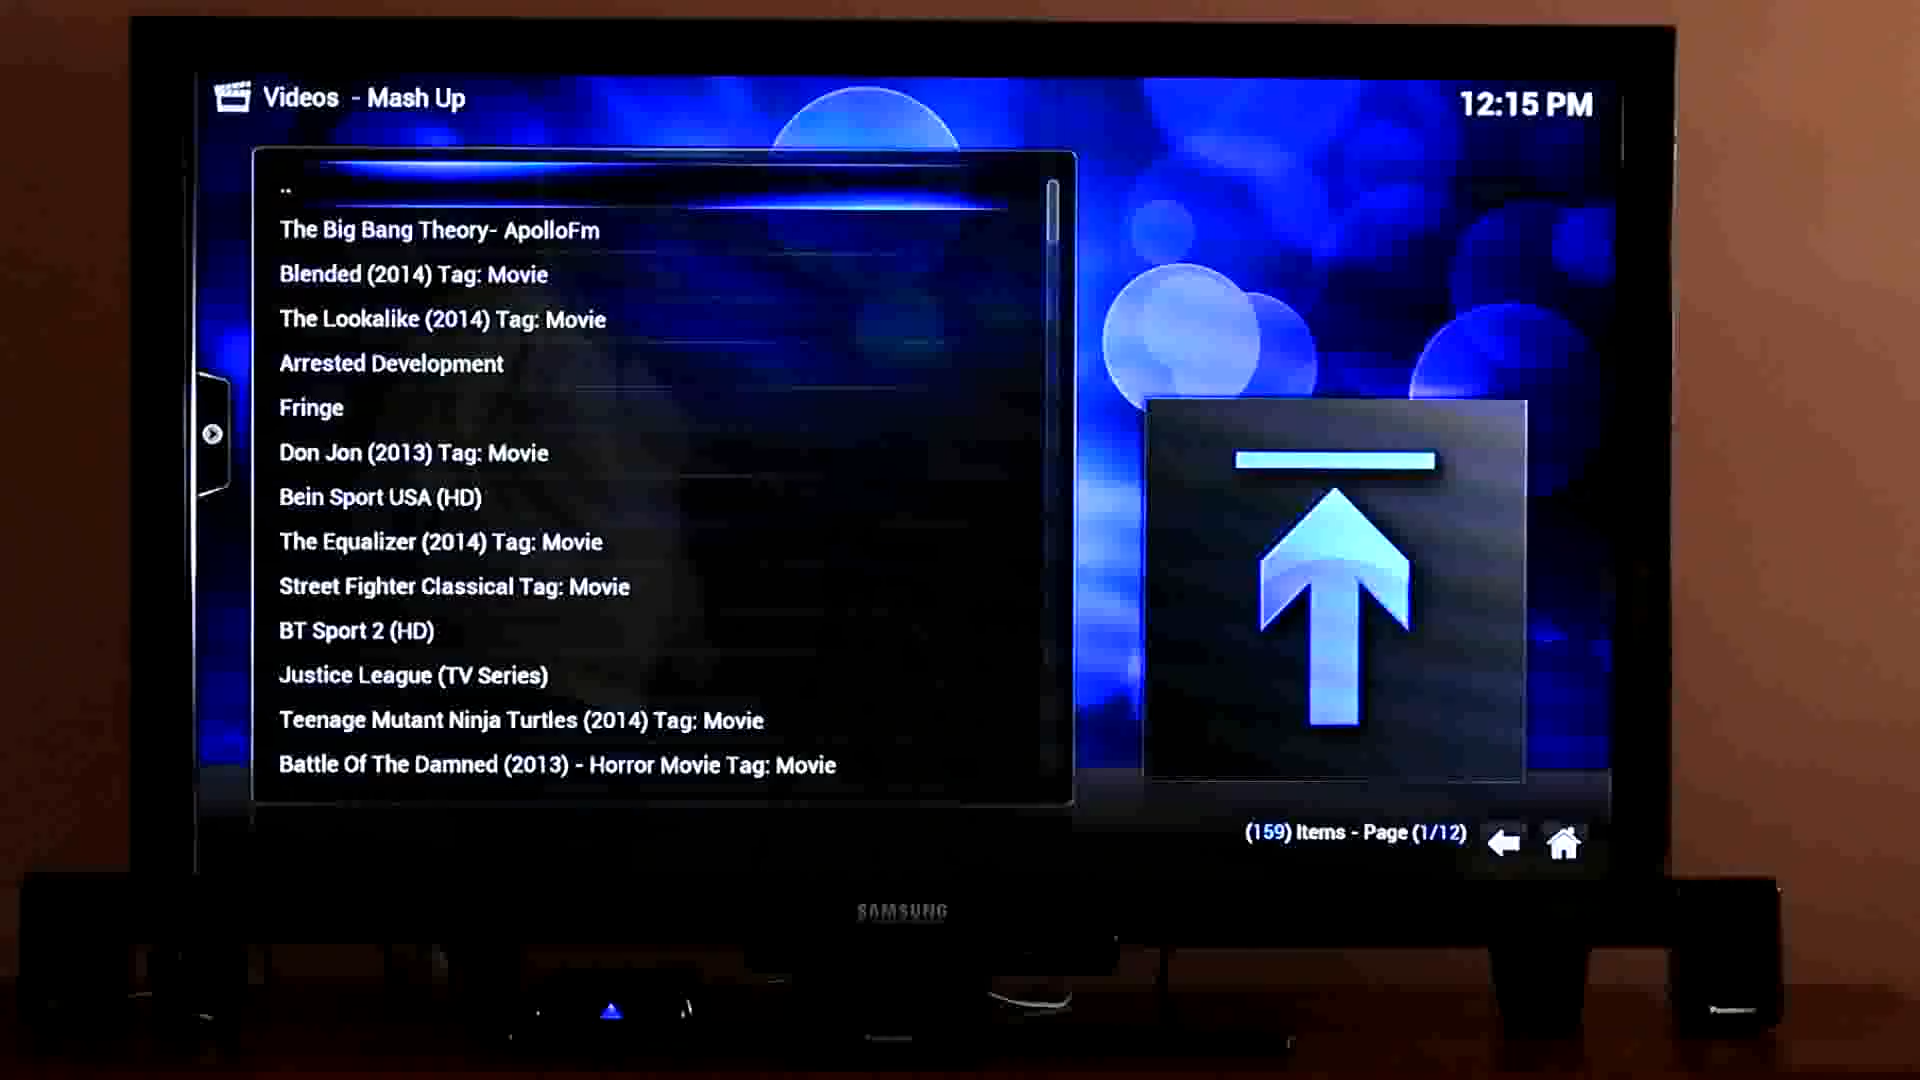 Videos - Mash Up
12:15 PM
..
The Big Bang Theory- ApolloFm
Blended (2014) Tag: Movie
The Lookalike (2014) Tag: Movie
Arrested Development
Fringe
Don Jon (2013) Tag: Movie
Bein Sport USA (HD)
The Equalizer (2014) Tag: Movie
Street Fighter Classical Tag: Movie
BT Sport 2 (HD)
Justice League (TV Series)
Teenage Mutant Ninja Turtles (2014) Tag: Movie
Battle Of The Damned (2013) - Horror Movie Tag: Movie
(159) Items - Page (1/12)
SAMSUNG
Panasonic